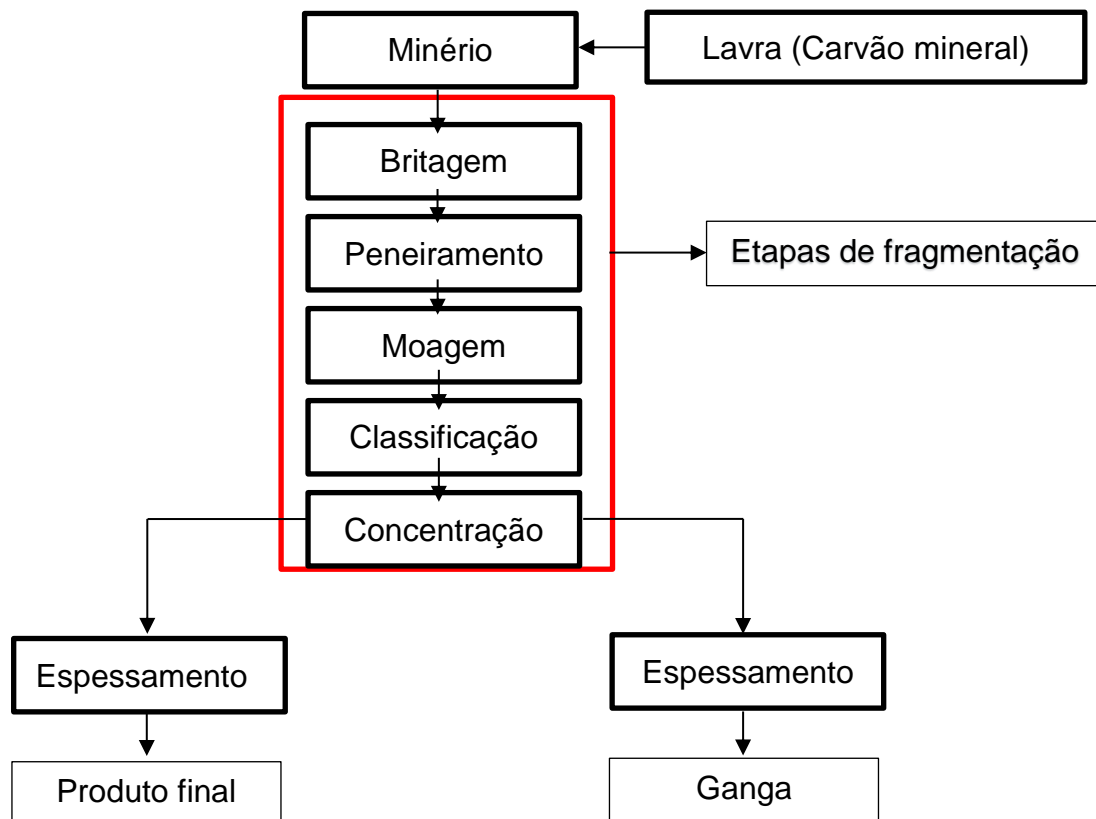 Minério
Lavra (Carvão mineral)
Britagem
Peneiramento
Etapas de fragmentação
Moagem
Classificação
Concentração
Espessamento
Espessamento
Produto final
Ganga